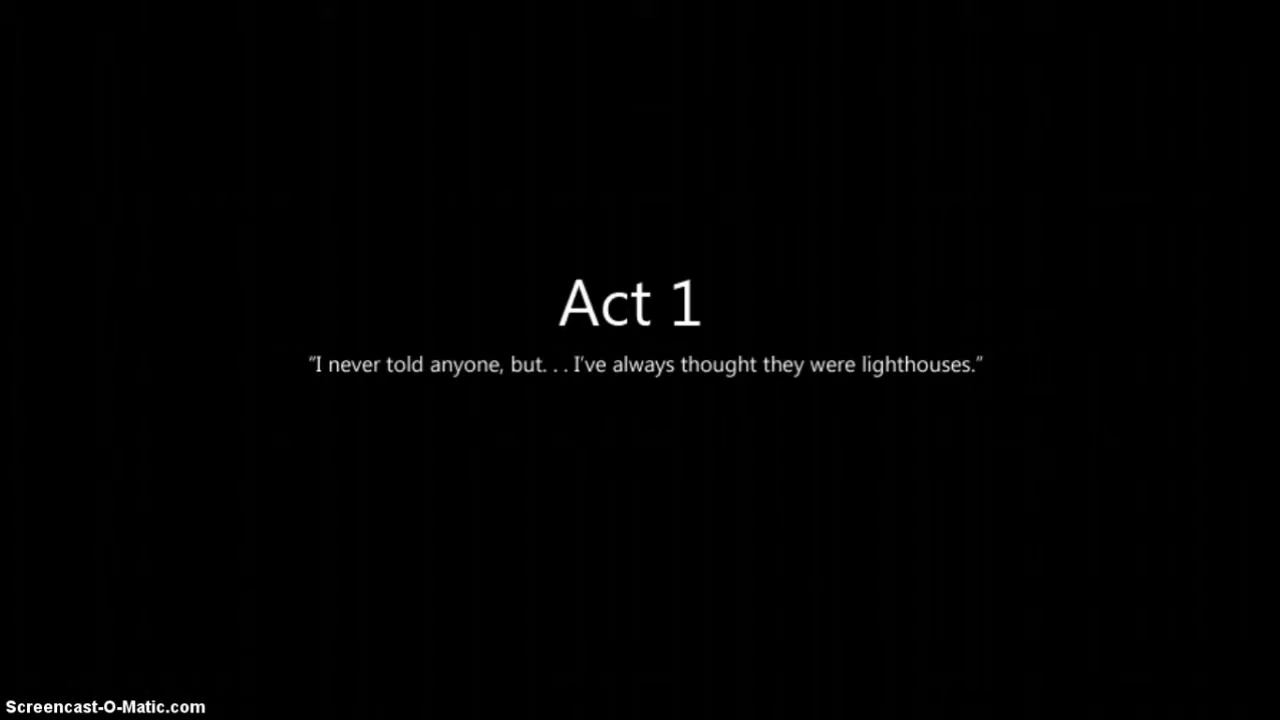 Act 1
“I never told anyone, but. . . I’ve always thought they were lighthouses.”
Screencast-O-Matic.com